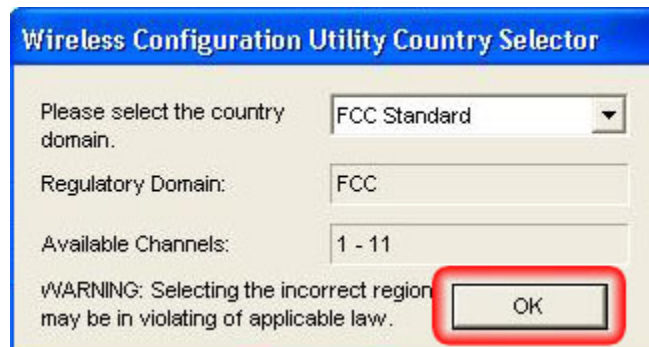 Wireless Configuration Utility Country Selector
Please select the country
domain.
FCC Standard
Regulatory Domain:
FCC
Available Channels:
1 - 11
WARNING: Selecting the incorrect region
may be in violating of applicable law.
OK